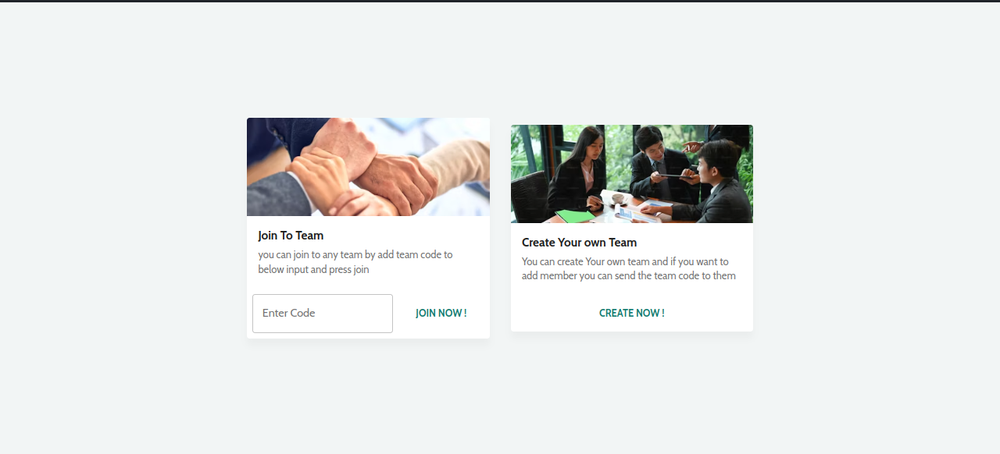 Join To Team
you can join to any team by add team code to
below input and press join
Enter Code
JOIN NOW !
Create Your own Team
You can create Your own team and if you want to
add member you can send the team code to them
CREATE NOW !